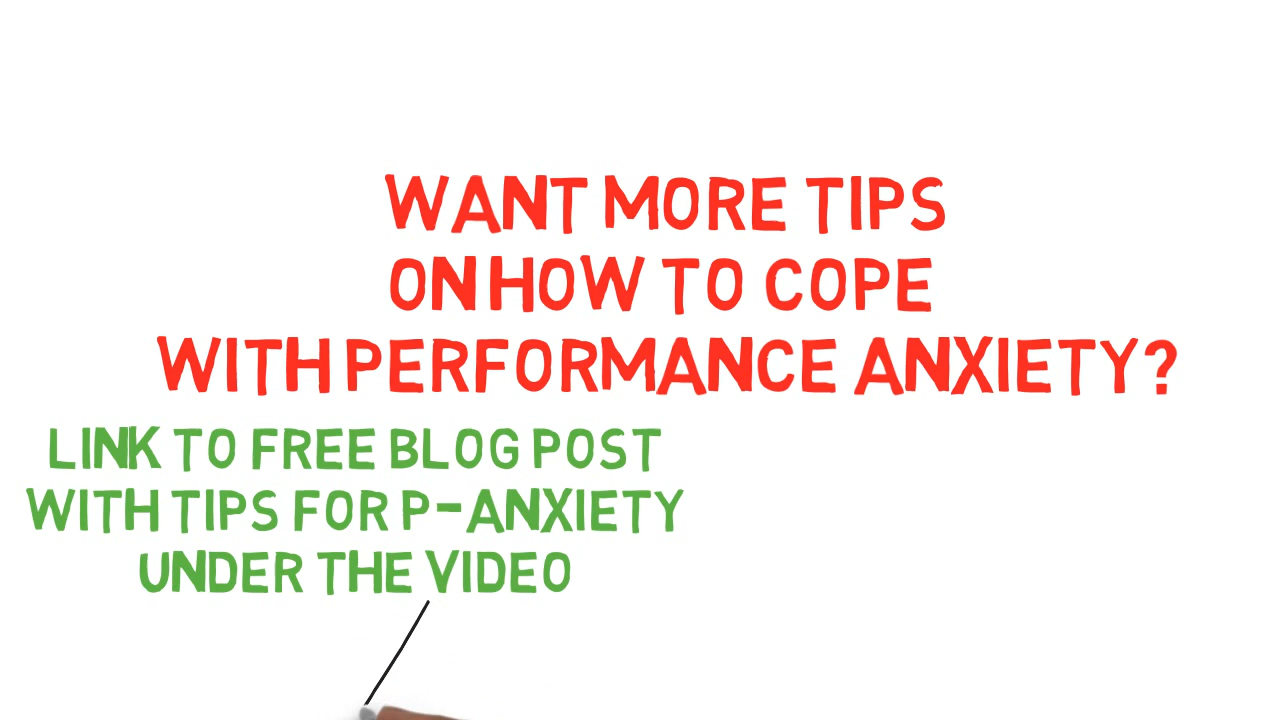 WANT MORE TIPS
ON HOW TO COPE
WITH PERFORMANCE ANXIETY?
LINK TO FREE BLOG POST
WITH TIPS FOR P-ANXIETY
UNDER THE VIDEO